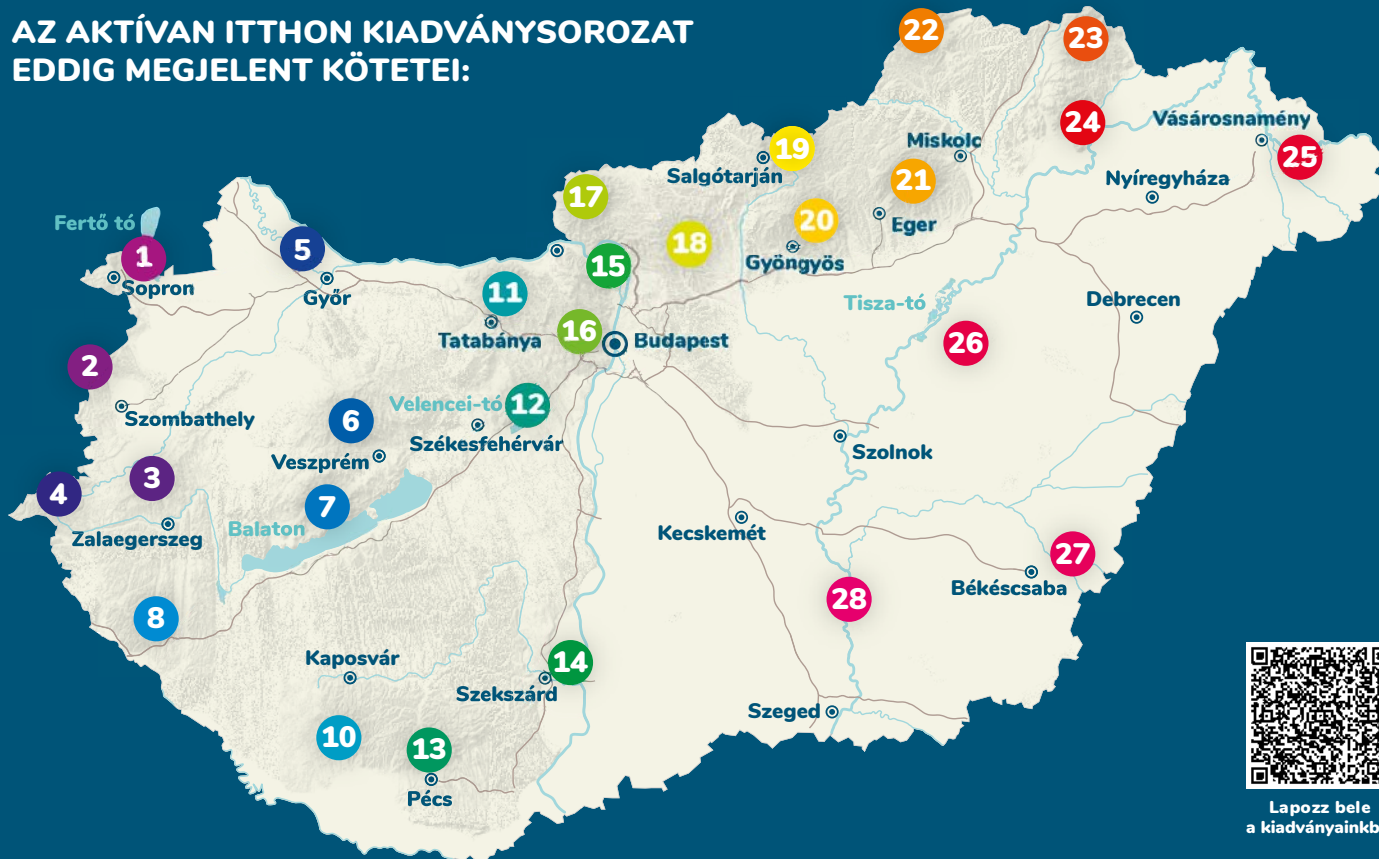 AZ AKTÍVAN ITTHON KIADVÁNYSOROZAT
EDDIG MEGJELENT KÖTETEI:
22
23
24
Vásárosnamény
25
Miskolc
19
Salgótarján
21
Nyíregyháza
17
Fertő tó
20
Eger
18
5
1
Gyöngyös
15
Sopron
Győr
11
Tisza-tó
Debrecen
16
Tatabánya
Budapest
26
2
Velencei-tó
12
Szombathely
6
Székesfehérvár
Veszprém
Szolnok
3
4
7
Balaton
Zalaegerszeg
Kecskemét
27
Békéscsaba
28
8
Kaposvár
14
Szekszárd
Szeged
10
13
Pécs
Lapozz bele